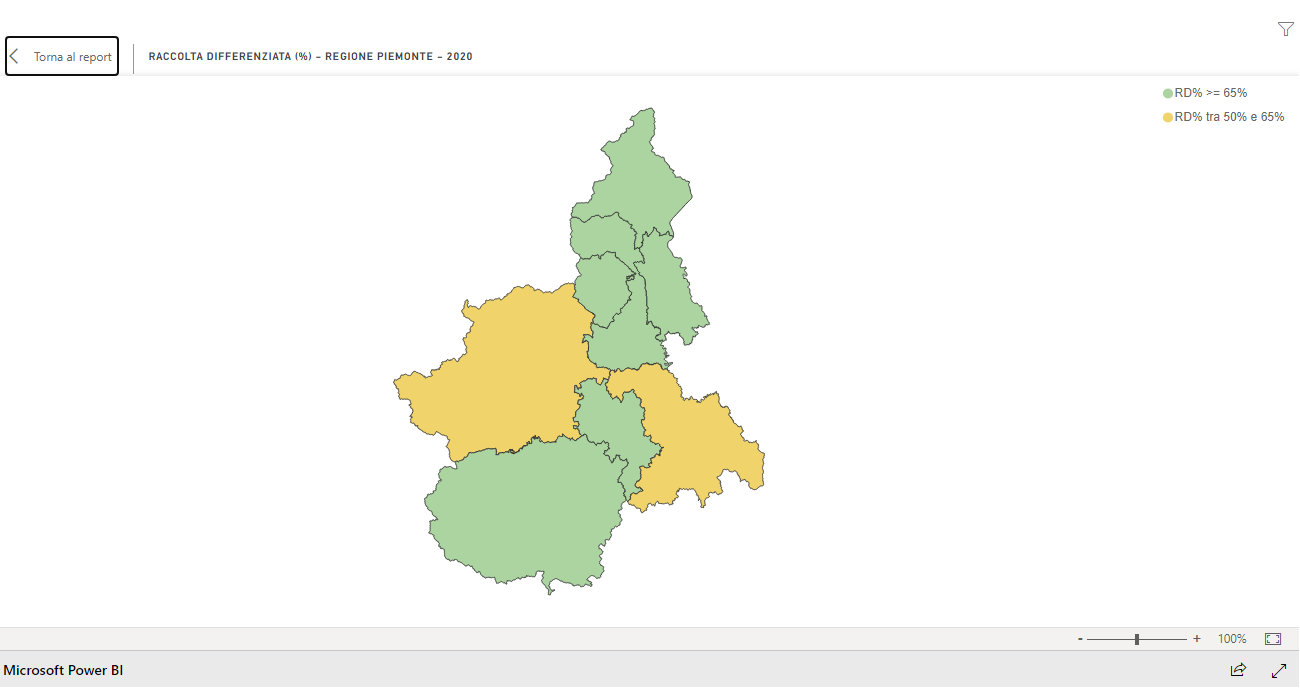 Torna al report
RACCOLTA DIFFERENZIATA (%) – REGIONE PIEMONTE – 2020
RD% >= 65%
RD% tra 50% e 65%
- + 100%
Microsoft Power BI